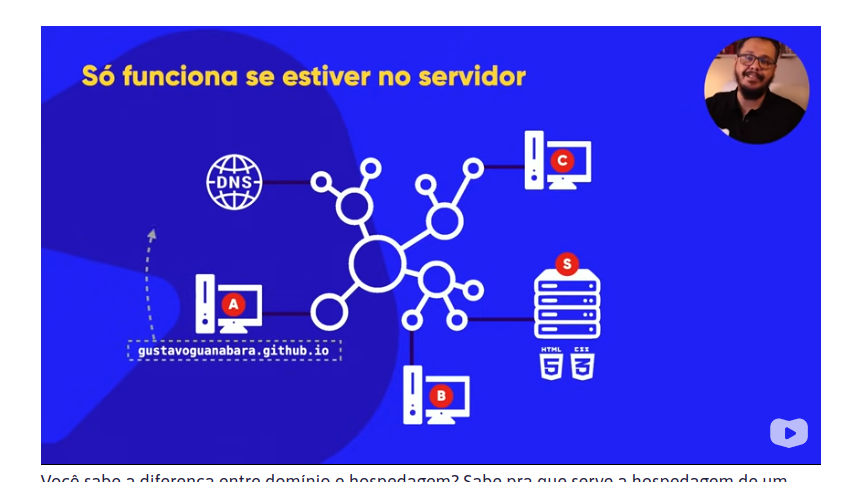 Só funciona se estiver no servidor
C
DNS
S
A
gustavoguanabara.github.io
HTML CSS
5 3
B
Você sabe a diferença entre domínio e hospedagem? Sabe pra que serve a hospedagem de um